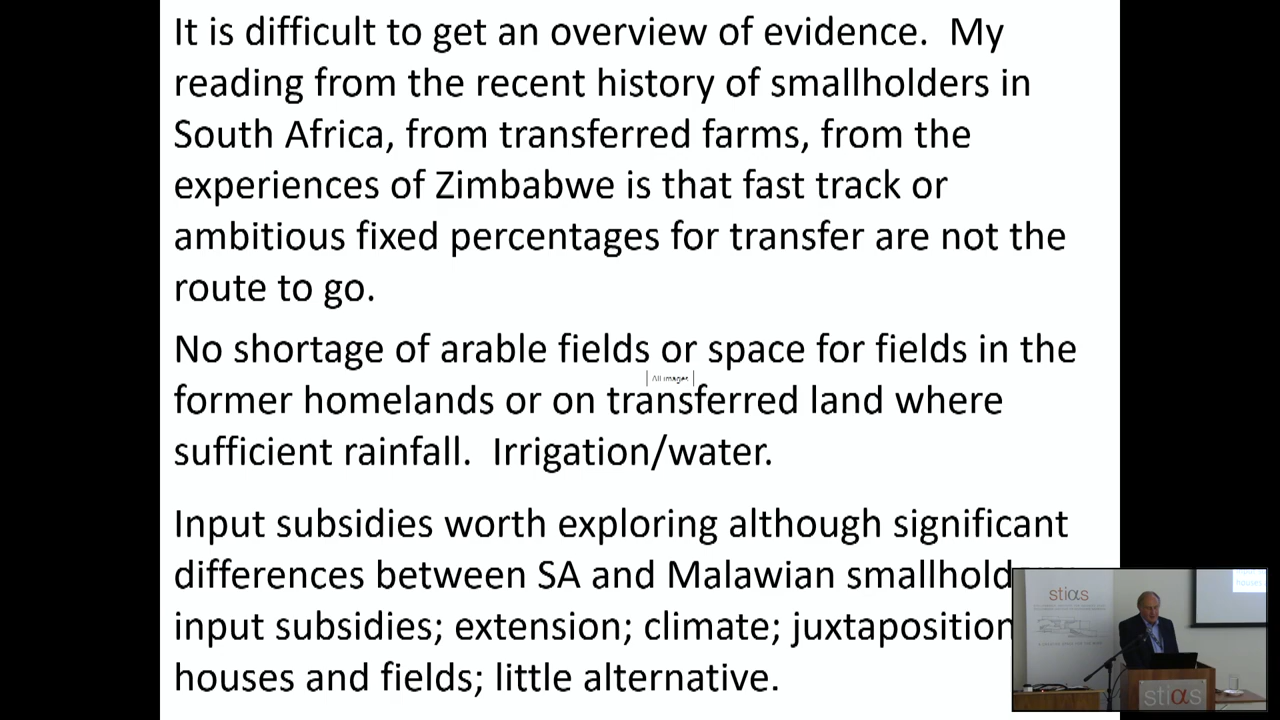 It is difficult to get an overview of evidence. My
reading from the recent history of smallholders in
South Africa, from transferred farms, from the
experiences of Zimbabwe is that fast track or
ambitious fixed percentages for transfer are not the
route to go.
No shortage of arable fields or space for fields in the
All images
former homelands or on transferred land where
sufficient rainfall. Irrigation/water.
Input subsidies worth exploring although significant
differences between SA and Malawian
input subsidies; extension; climate; juxtaposition
houses and fields; little alternative.
stias
stias